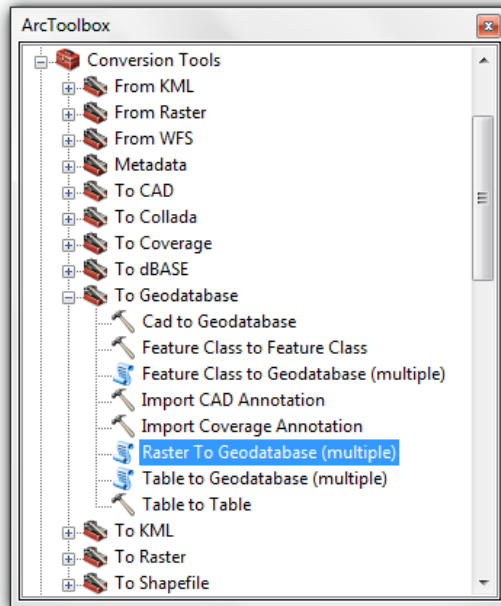 ArcToolbox
Conversion Tools
From KML
From Raster
From WFS
Metadata
To CAD
To Collada
To Coverage
To dBASE
To Geodatabase
Cad to Geodatabase
Feature Class to Feature Class
Feature Class to Geodatabase (multiple)
Import CAD Annotation
Import Coverage Annotation
Raster To Geodatabase (multiple)
Table to Geodatabase (multiple)
Table to Table
To KML
To Raster
To Shapefile